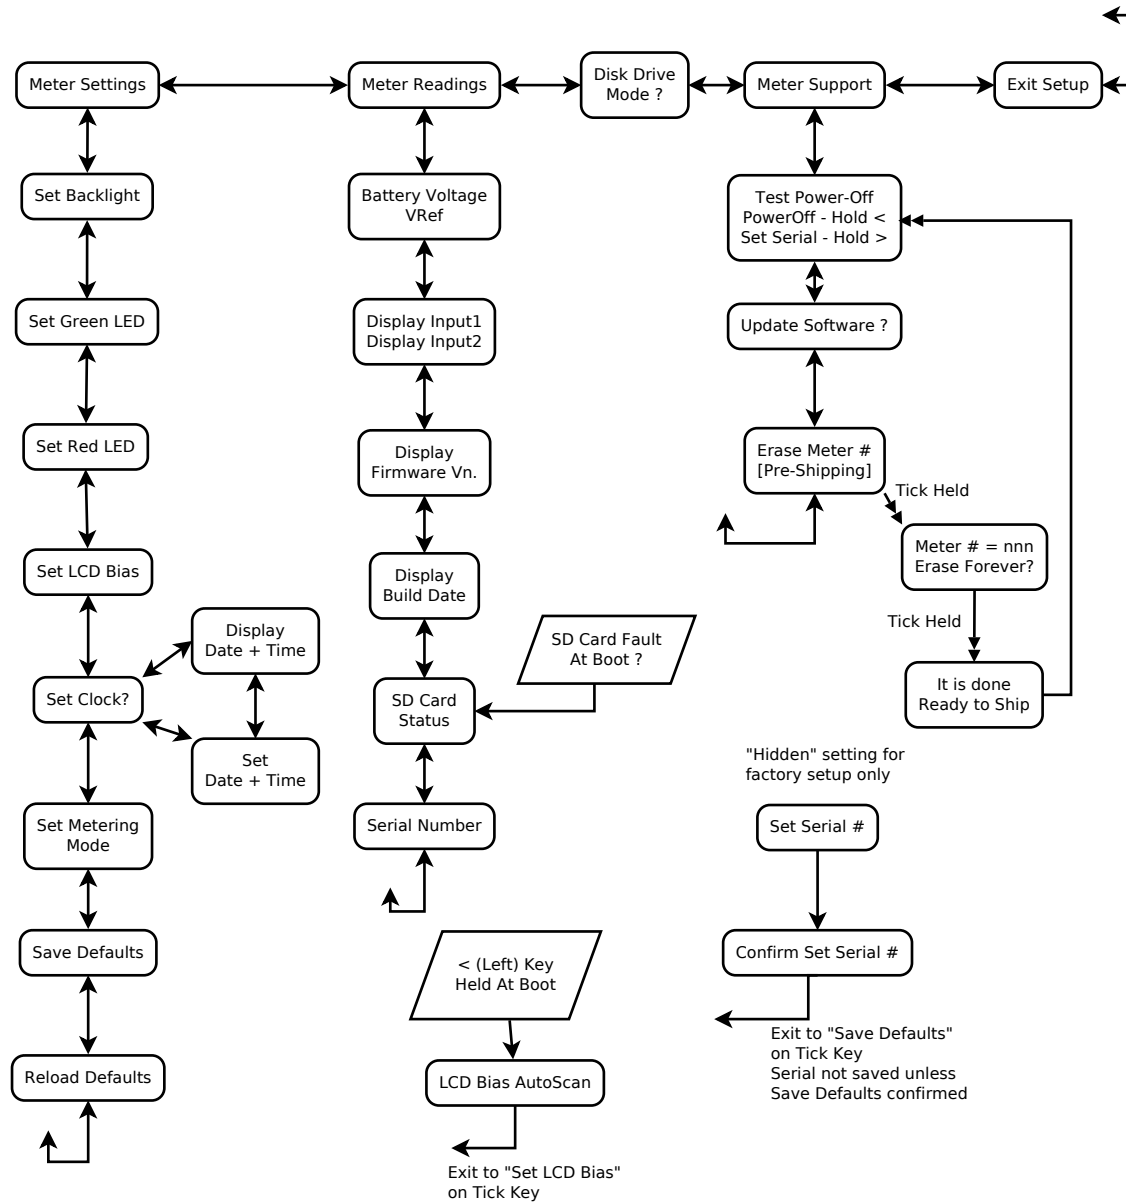 Meter Settings
Meter Readings
Disk Drive
Mode ?
Meter Support
Exit Setup
Set Backlight
Set Green LED
Set Red LED
Set LCD Bias
Set Clock?
Display
Date + Time
Set
Date + Time
Set Metering
Mode
Save Defaults
Reload Defaults
Battery Voltage
VRef
Display Input1
Display Input2
Display
Firmware Vn.
Display
Build Date
SD Card Fault
At Boot ?
SD Card
Status
Serial Number
< (Left) Key
Held At Boot
LCD Bias AutoScan
Exit to "Set LCD Bias"
on Tick Key
Test Power-Off
PowerOff - Hold <
Set Serial - Hold >
Update Software ?
Erase Meter #
[Pre-Shipping]
Tick Held
Meter # = nnn
Erase Forever?
Tick Held
It is done
Ready to Ship
"Hidden" setting for
factory setup only
Set Serial #
Confirm Set Serial #
Exit to "Save Defaults"
on Tick Key
Serial not saved unless
Save Defaults confirmed